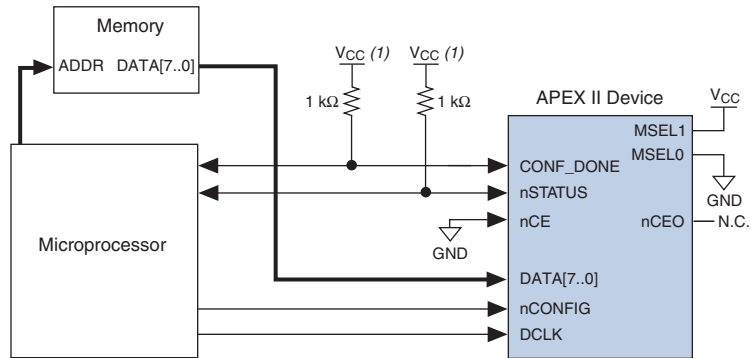 Memory
ADDR DATA[7..0]
VCC (1) VCC (1)
1 kΩ 1 kΩ
APEX II Device
VCC
MSEL1
MSEL0
GND
CONF_DONE
nSTATUS
nCE
nCEO N.C.
GND
Microprocessor
DATA[7..0]
nCONFIG
DCLK